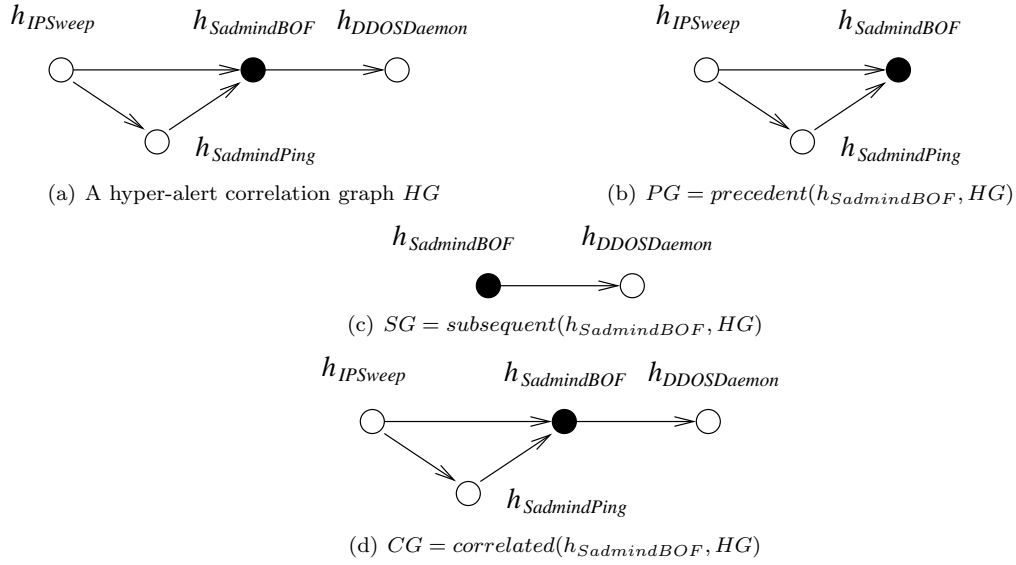 h_IPSweep h_SadmindBOF h_DDOSDaemon
h_SadmindPing
(a) A hyper-alert correlation graph HG
h_IPSweep h_SadmindBOF
h_SadmindPing
(b) PG = precedent(h_SadmindBOF, HG)
h_SadmindBOF h_DDOSDaemon
(c) SG = subsequent(h_SadmindBOF, HG)
h_IPSweep h_SadmindBOF h_DDOSDaemon
h_SadmindPing
(d) CG = correlated(h_SadmindBOF, HG)